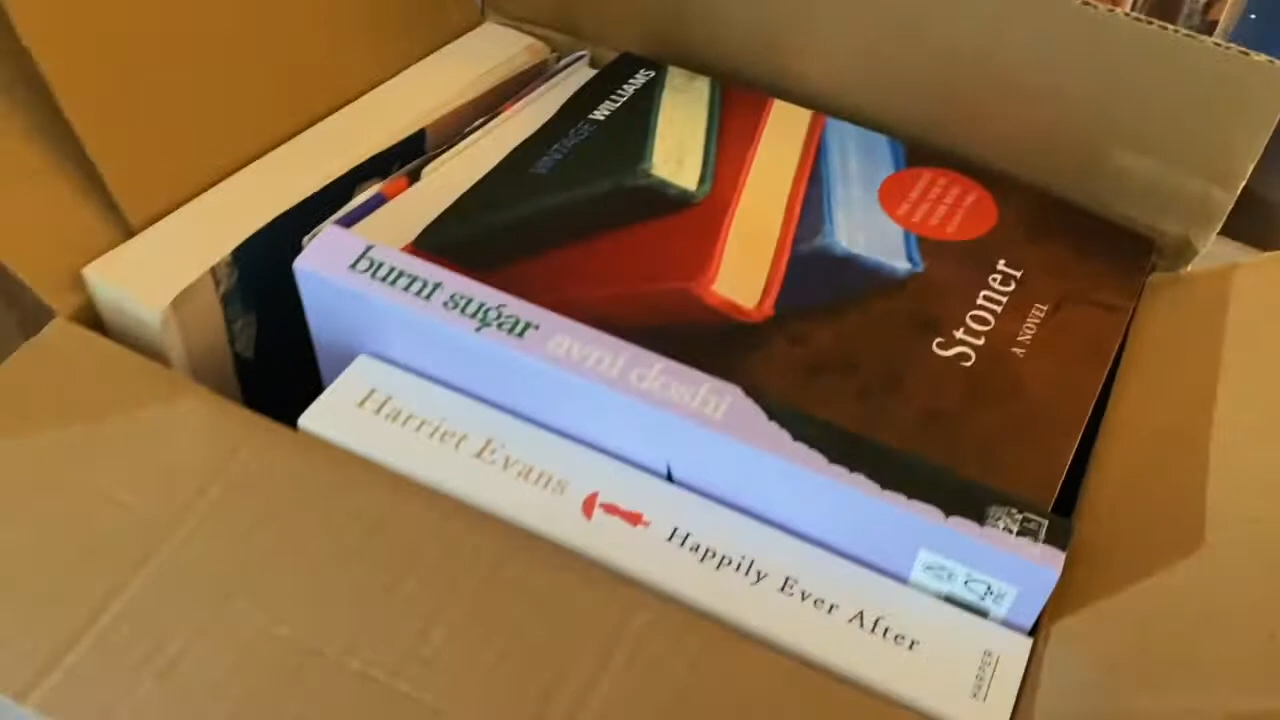 VINTAGE WILLIAMS
Stoner
A NOVEL
burnt sugar avni doshi
Harriet Evans Happily Ever After
HARPER